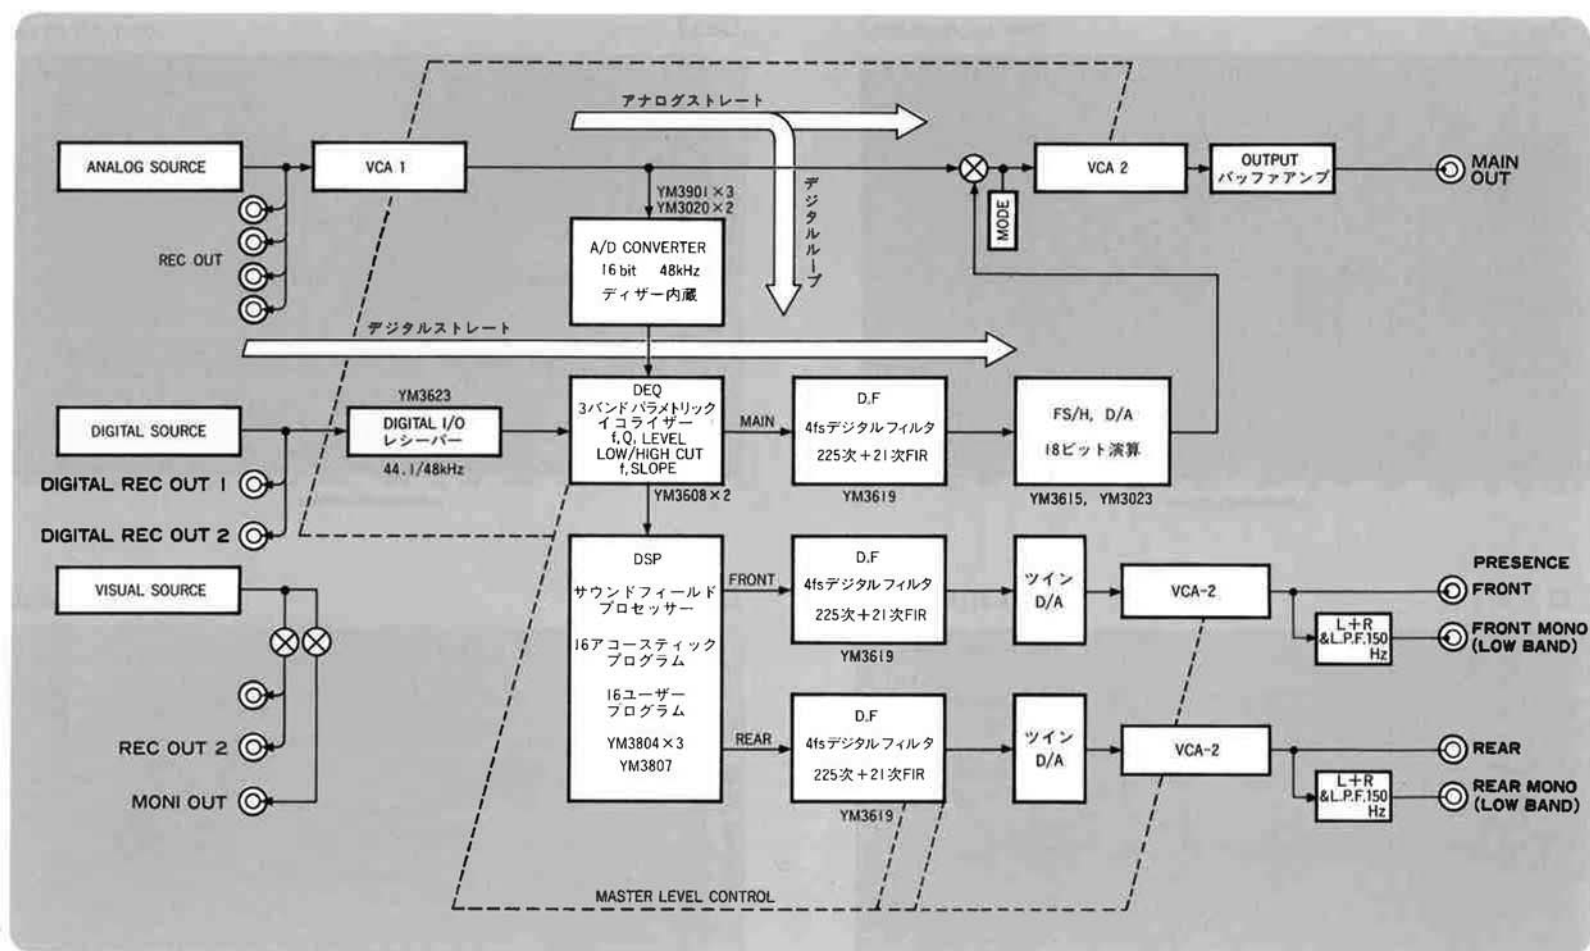 アナログストレート
ANALOG SOURCE
VCA 1
VCA 2
OUTPUT
バッファアンプ
MAIN
OUT
MODE
REC OUT
YM3901×3
YM3020×2
A/D CONVERTER
16bit 48kHz
ディザー内蔵
デジタルループ
デジタルストレート
DIGITAL SOURCE
YM3623
DIGITAL I/O
レシーバー
44.1/48kHz
DEQ
3バンドパラメトリック
イコライザー
f,Q, LEVEL
LOW/HIGH CUT
f,SLOPE
YM3608×2
MAIN
D.F
4fsデジタルフィルタ
225次+21次FIR
YM3619
FS/H, D/A
18ビット演算
YM3615, YM3023
DIGITAL REC OUT 1
DIGITAL REC OUT 2
VISUAL SOURCE
REC OUT 2
MONI OUT
DSP
サウンドフィールド
プロセッサー
16アコースティック
プログラム
16ユーザー
プログラム
YM3804×3
YM3807
FRONT
D.F
4fsデジタルフィルタ
225次+21次FIR
YM3619
ツイン
D/A
VCA-2
PRESENCE
FRONT
L+R
&L.P.F.150
Hz
FRONT MONO
(LOW BAND)
REAR
D.F
4fsデジタルフィルタ
225次+21次FIR
YM3619
ツイン
D/A
VCA-2
REAR
L+R
&L.P.F.150
Hz
REAR MONO
(LOW BAND)
MASTER LEVEL CONTROL